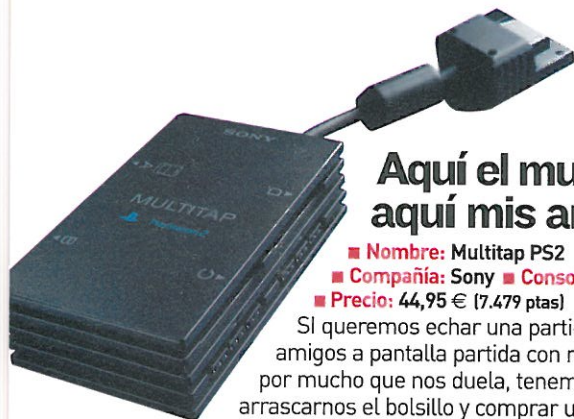 SONY
MULTITAP
PlayStation 2
Aquí el mu
aquí mis a
■ Nombre: Multitap PS2
■ Compañía: Sony ■ Conso
■ Precio: 44,95 € (7.479 ptas)
SI queremos echar una parti
amigos a pantalla partida con
por mucho que nos duela, tenem
arrascarnos el bolsillo y comprar u